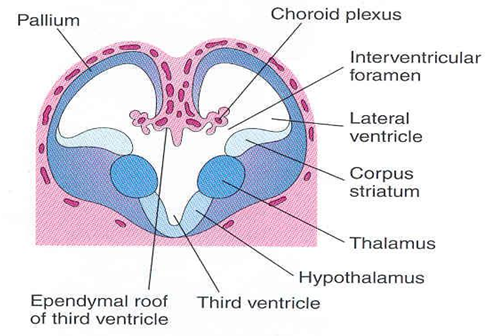 Pallium
Choroid plexus
Interventricular
foramen
Lateral
ventricle
Corpus
striatum
Thalamus
Hypothalamus
Third ventricle
Ependymal roof
of third ventricle